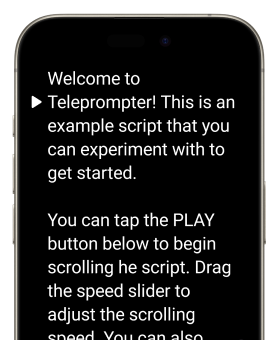 Welcome to
Teleprompter! This is an
example script that you
can experiment with to
get started.
You can tap the PLAY
button below to begin
scrolling he script. Drag
the speed slider to
adjust the scrolling
speed. You can also